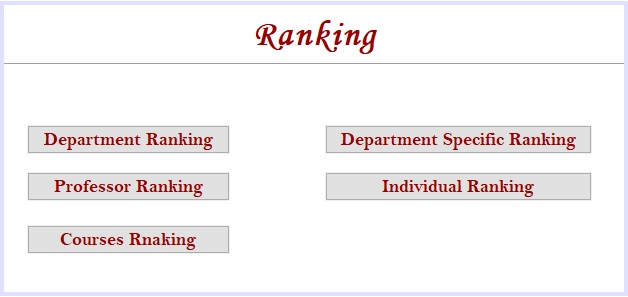 Ranking
Department Ranking
Department Specific Ranking
Professor Ranking
Individual Ranking
Courses Rnaking